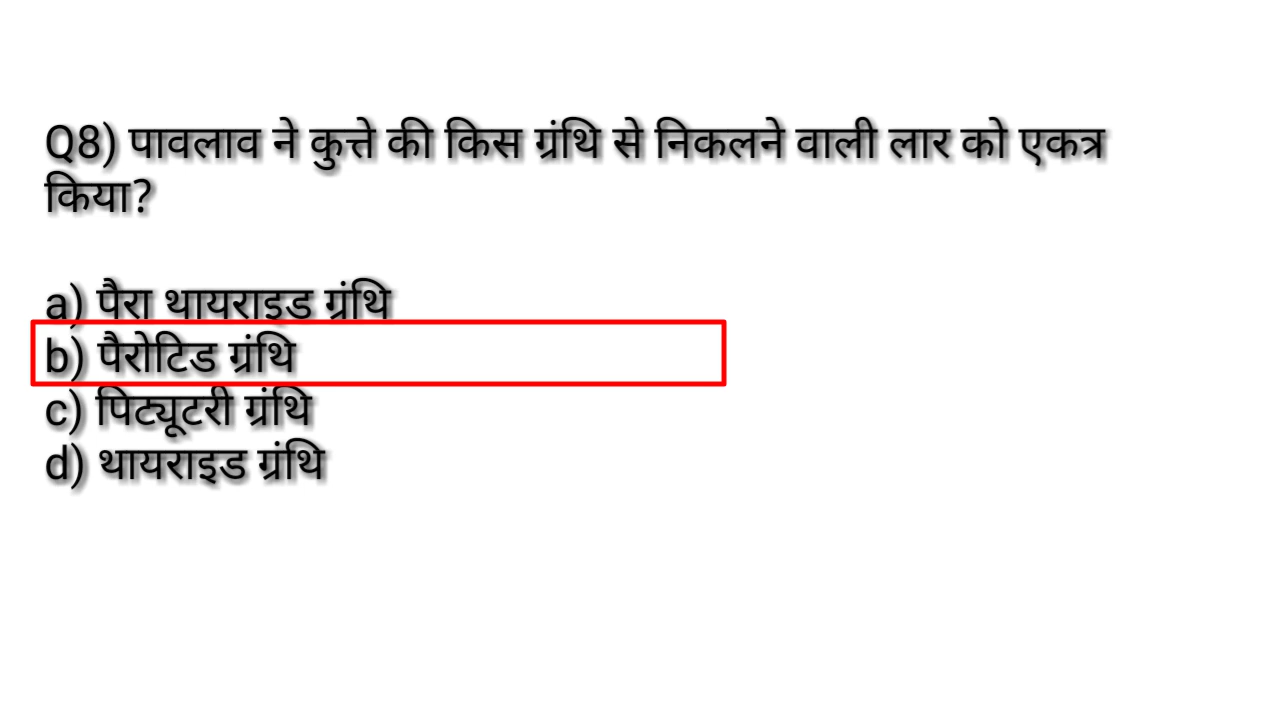 Q8) पावलाव ने कुत्ते की किस ग्रंथि से निकलने वाली लार को एकत्र
किया?
a) पैरा थायराइड ग्रंथि
b) पैरोटिड ग्रंथि
c) पिट्यूटरी ग्रंथि
d) थायराइड ग्रंथि